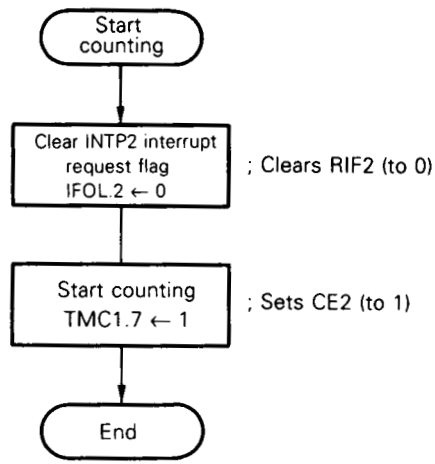 Start
counting
Clear INTP2 interrupt
request flag
IFOL.2 ← 0
; Clears RIF2 (to 0)
Start counting
TMC1.7 ← 1
; Sets CE2 (to 1)
End